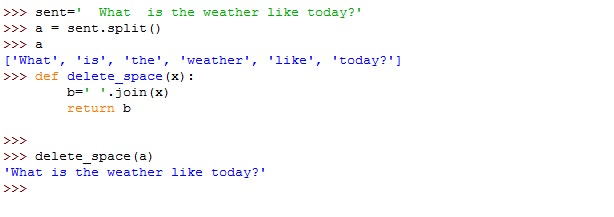 >>> sent='  What  is the weather like today?'
>>> a = sent.split()
>>> a
['What', 'is', 'the', 'weather', 'like', 'today?']
>>> def delete_space(x):
        b=' '.join(x)
        return b

>>>
>>> delete_space(a)
'What is the weather like today?'
>>>